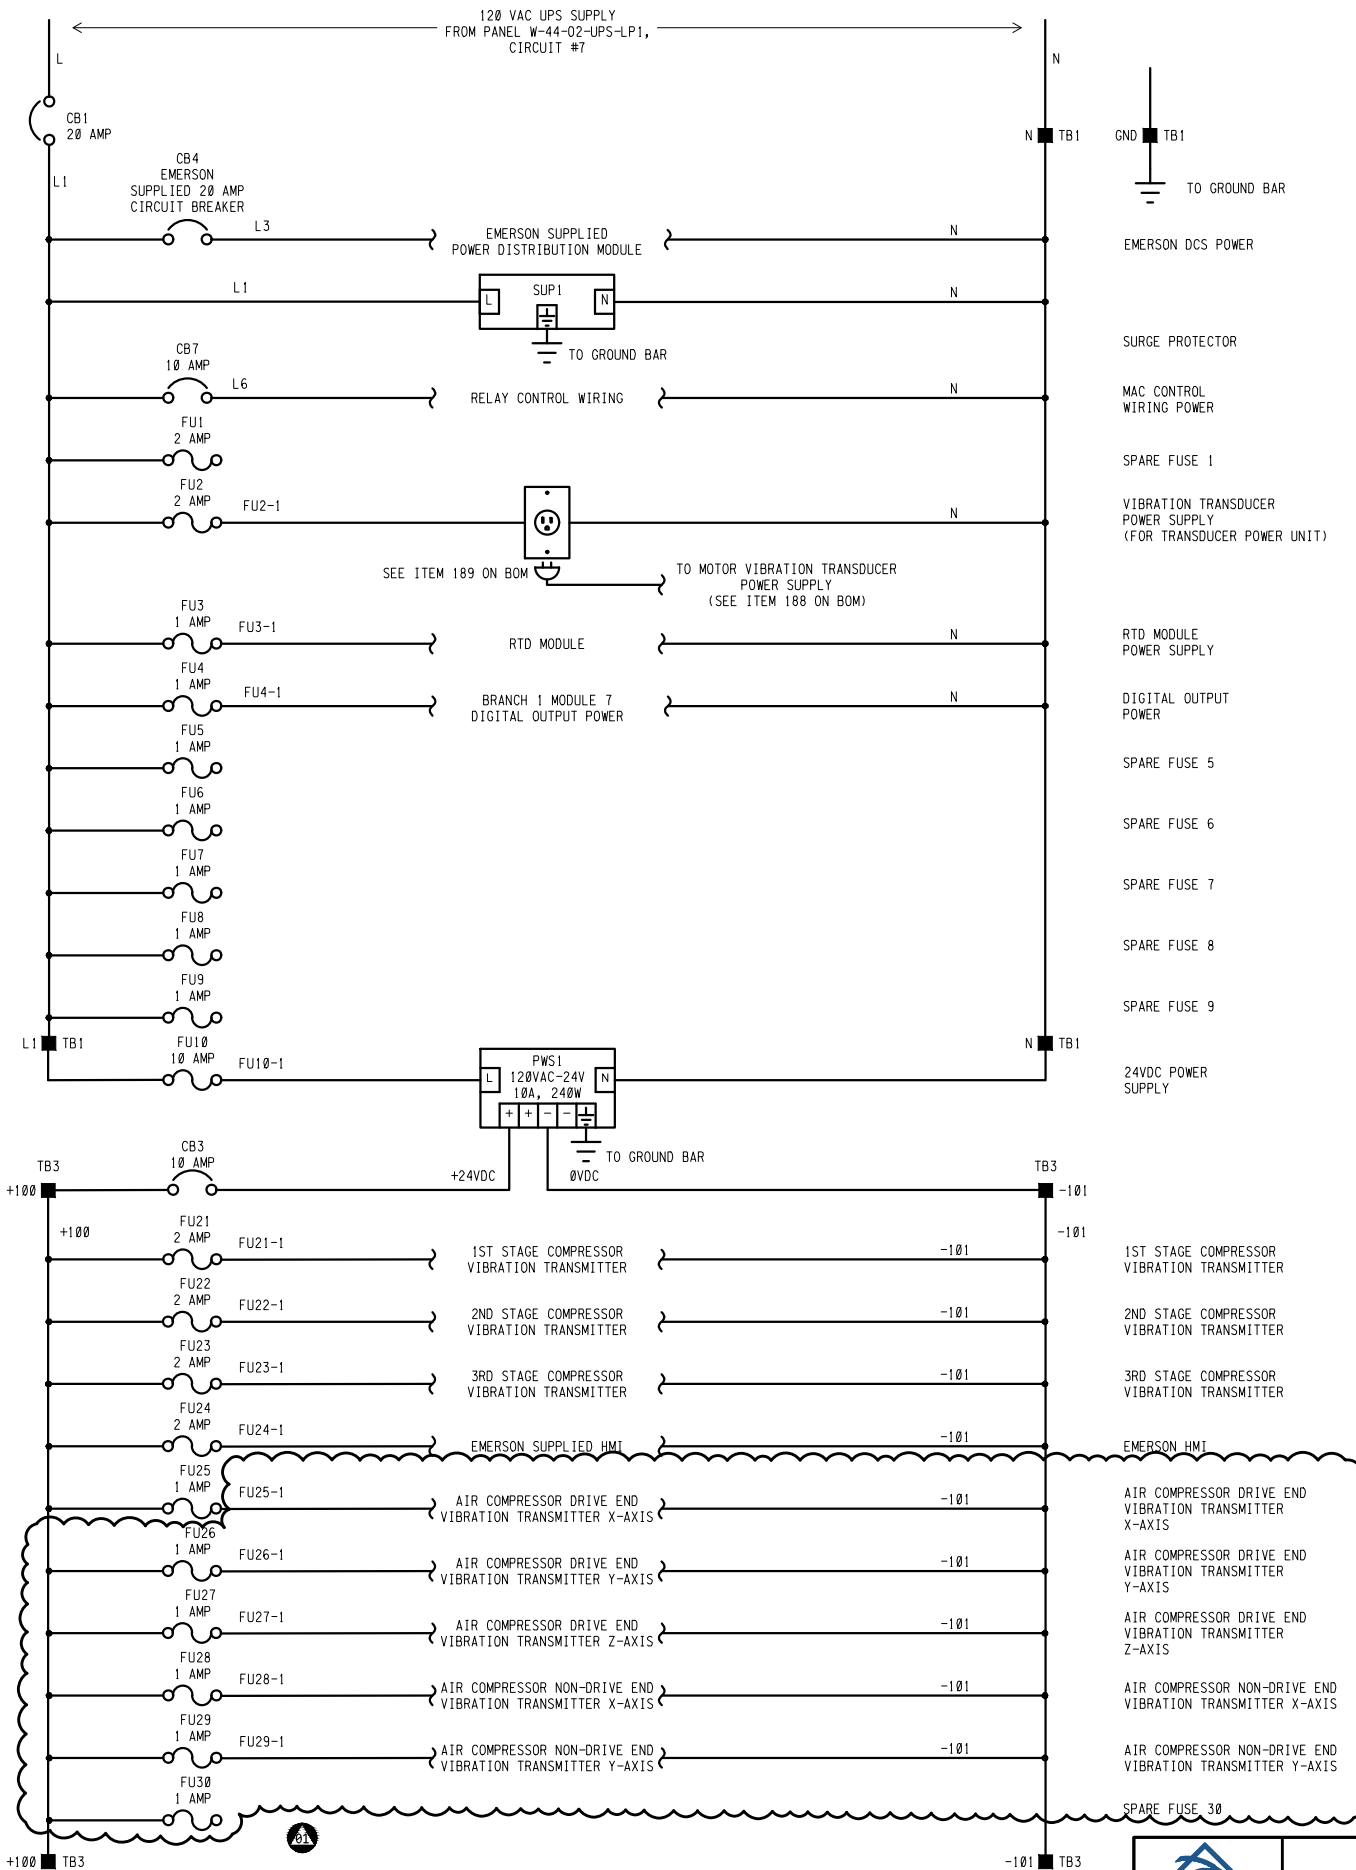 120 VAC UPS SUPPLY
FROM PANEL W-44-02-UPS-LP1,
CIRCUIT #7
L
N
CB1
20 AMP
N
TB1
GND
TB1
L1
TO GROUND BAR
CB4
EMERSON
SUPPLIED 20 AMP
CIRCUIT BREAKER
L3
EMERSON SUPPLIED
POWER DISTRIBUTION MODULE
N
EMERSON DCS POWER
L1
SUP1
L
N
N
TO GROUND BAR
SURGE PROTECTOR
CB7
10 AMP
L6
RELAY CONTROL WIRING
N
MAC CONTROL
WIRING POWER
FU1
2 AMP
SPARE FUSE 1
FU2
2 AMP
FU2-1
N
VIBRATION TRANSDUCER
POWER SUPPLY
(FOR TRANSDUCER POWER UNIT)
SEE ITEM 189 ON BOM
TO MOTOR VIBRATION TRANSDUCER
POWER SUPPLY
(SEE ITEM 188 ON BOM)
FU3
1 AMP
FU3-1
RTD MODULE
N
RTD MODULE
POWER SUPPLY
FU4
1 AMP
FU4-1
BRANCH 1 MODULE 7
DIGITAL OUTPUT POWER
N
DIGITAL OUTPUT
POWER
FU5
1 AMP
SPARE FUSE 5
FU6
1 AMP
SPARE FUSE 6
FU7
1 AMP
SPARE FUSE 7
FU8
1 AMP
SPARE FUSE 8
FU9
1 AMP
SPARE FUSE 9
L1
TB1
N
TB1
FU10
10 AMP
FU10-1
PWS1
120VAC-24V
10A, 240W
L
N
+ + - -
24VDC POWER
SUPPLY
TO GROUND BAR
CB3
10 AMP
+24VDC
0VDC
TB3
+100
TB3
-101
+100
-101
FU21
2 AMP
FU21-1
1ST STAGE COMPRESSOR
VIBRATION TRANSMITTER
-101
1ST STAGE COMPRESSOR
VIBRATION TRANSMITTER
FU22
2 AMP
FU22-1
2ND STAGE COMPRESSOR
VIBRATION TRANSMITTER
-101
2ND STAGE COMPRESSOR
VIBRATION TRANSMITTER
FU23
2 AMP
FU23-1
3RD STAGE COMPRESSOR
VIBRATION TRANSMITTER
-101
3RD STAGE COMPRESSOR
VIBRATION TRANSMITTER
FU24
2 AMP
FU24-1
EMERSON SUPPLIED HMI
-101
EMERSON HMI
FU25
1 AMP
FU25-1
AIR COMPRESSOR DRIVE END
VIBRATION TRANSMITTER X-AXIS
-101
AIR COMPRESSOR DRIVE END
VIBRATION TRANSMITTER
X-AXIS
FU26
1 AMP
FU26-1
AIR COMPRESSOR DRIVE END
VIBRATION TRANSMITTER Y-AXIS
-101
AIR COMPRESSOR DRIVE END
VIBRATION TRANSMITTER
Y-AXIS
FU27
1 AMP
FU27-1
AIR COMPRESSOR DRIVE END
VIBRATION TRANSMITTER Z-AXIS
-101
AIR COMPRESSOR DRIVE END
VIBRATION TRANSMITTER
Z-AXIS
FU28
1 AMP
FU28-1
AIR COMPRESSOR NON-DRIVE END
VIBRATION TRANSMITTER X-AXIS
-101
AIR COMPRESSOR NON-DRIVE END
VIBRATION TRANSMITTER X-AXIS
FU29
1 AMP
FU29-1
AIR COMPRESSOR NON-DRIVE END
VIBRATION TRANSMITTER Y-AXIS
-101
AIR COMPRESSOR NON-DRIVE END
VIBRATION TRANSMITTER Y-AXIS
FU30
1 AMP
SPARE FUSE 30
01
+100
TB3
-101
TB3